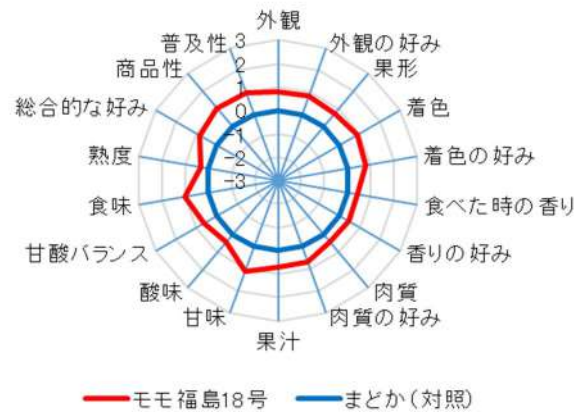 外観
外観の好み
果形
着色
着色の好み
食べた時の香り
香りの好み
肉質
肉質の好み
果汁
甘味
酸味
甘酸バランス
食味
熟度
総合的な好み
商品性
普及性
3
2
1
0
-1
-2
-3
モモ福島18号
まどか(対照)